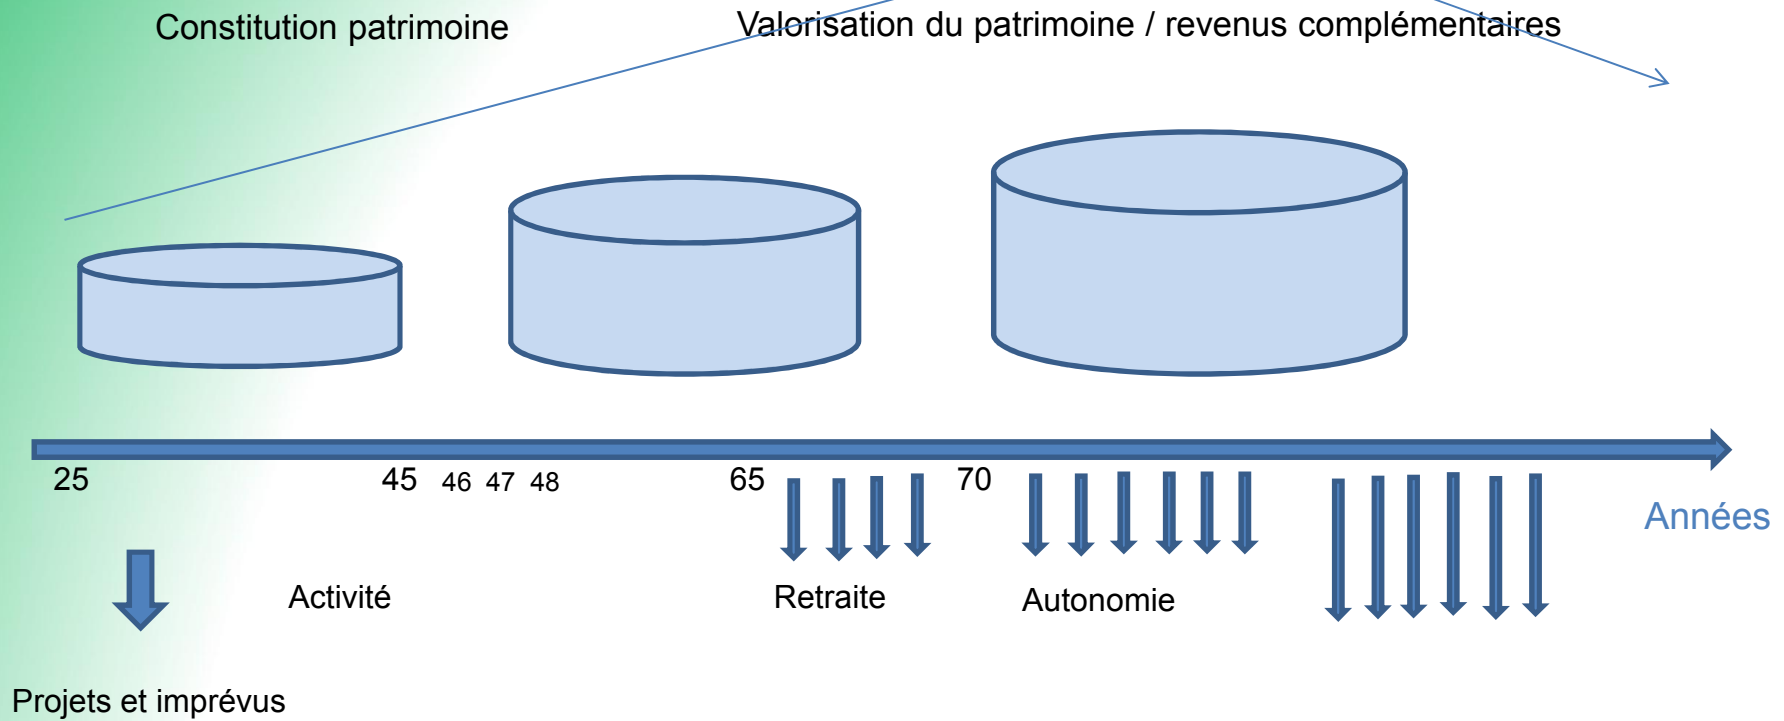 Constitution patrimoine
Valorisation du patrimoine / revenus complémentaires
25 45 46 47 48 65 70
Années
Activité Retraite Autonomie
Projets et imprévus